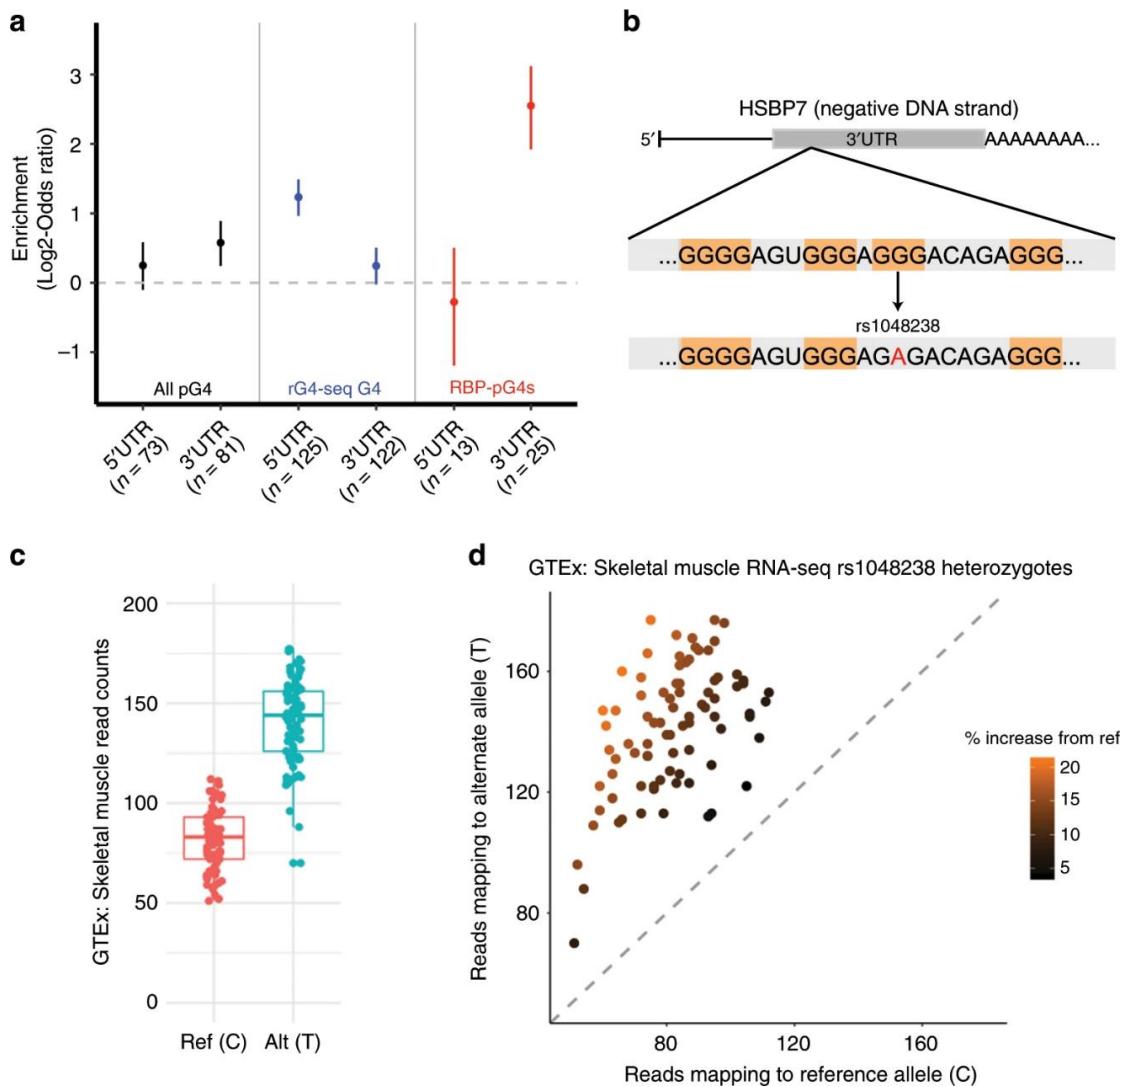 a
Enrichment
(Log2-Odds ratio)
3
2
1
0
−1
All pG4
rG4-seq G4
RBP-pG4s
5′UTR
(n = 73)
3′UTR
(n = 81)
5′UTR
(n = 125)
3′UTR
(n = 122)
5′UTR
(n = 13)
3′UTR
(n = 25)
b
HSBP7 (negative DNA strand)
5′ 3′UTR AAAAAAAA...
...GGGGAGUGGGAGGGACAGAGGG...
rs1048238
...GGGGAGUGGGAGAGACAGAGGG...
c
GTEx: Skeletal muscle read counts
200
150
100
50
0
Ref (C) Alt (T)
d
GTEx: Skeletal muscle RNA-seq rs1048238 heterozygotes
Reads mapping to alternate allele (T)
160
120
80
80 120 160
Reads mapping to reference allele (C)
% increase from ref
20
15
10
5